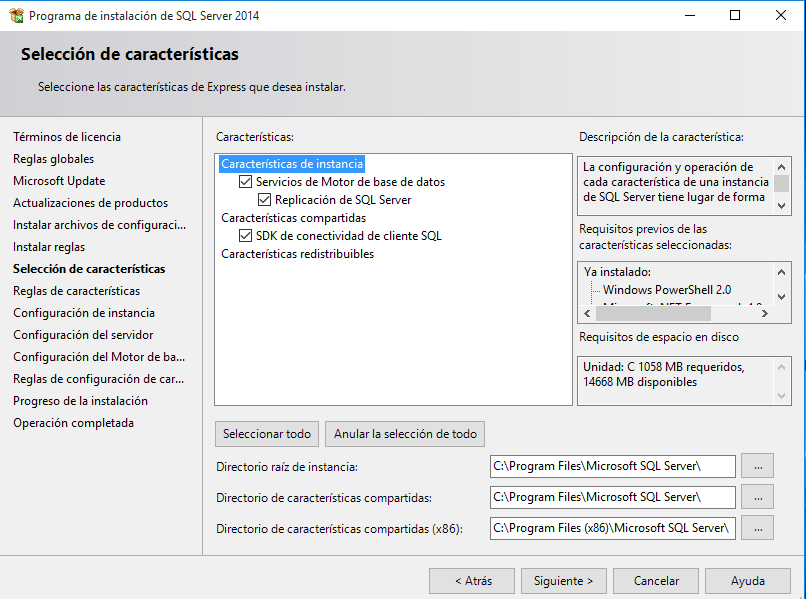 Programa de instalación de SQL Server 2014
Selección de características
Seleccione las características de Express que desea instalar.
Términos de licencia
Reglas globales
Microsoft Update
Actualizaciones de productos
Instalar archivos de configuraci...
Instalar reglas
Selección de características
Reglas de características
Configuración de instancia
Configuración del servidor
Configuración del Motor de ba...
Reglas de configuración de car...
Progreso de la instalación
Operación completada
Características:
Características de instancia
Servicios de Motor de base de datos
Replicación de SQL Server
Características compartidas
SDK de conectividad de cliente SQL
Características redistribuibles
Descripción de la característica:
La configuración y operación de
cada característica de una instancia
de SQL Server tiene lugar de forma
Requisitos previos de las
características seleccionadas:
Ya instalado:
Windows PowerShell 2.0
Requisitos de espacio en disco
Unidad: C 1058 MB requeridos,
14668 MB disponibles
Seleccionar todo
Anular la selección de todo
Directorio raíz de instancia:
C:\Program Files\Microsoft SQL Server\
...
Directorio de características compartidas:
C:\Program Files\Microsoft SQL Server\
...
Directorio de características compartidas (x86):
C:\Program Files (x86)\Microsoft SQL Server\
...
< Atrás
Siguiente >
Cancelar
Ayuda